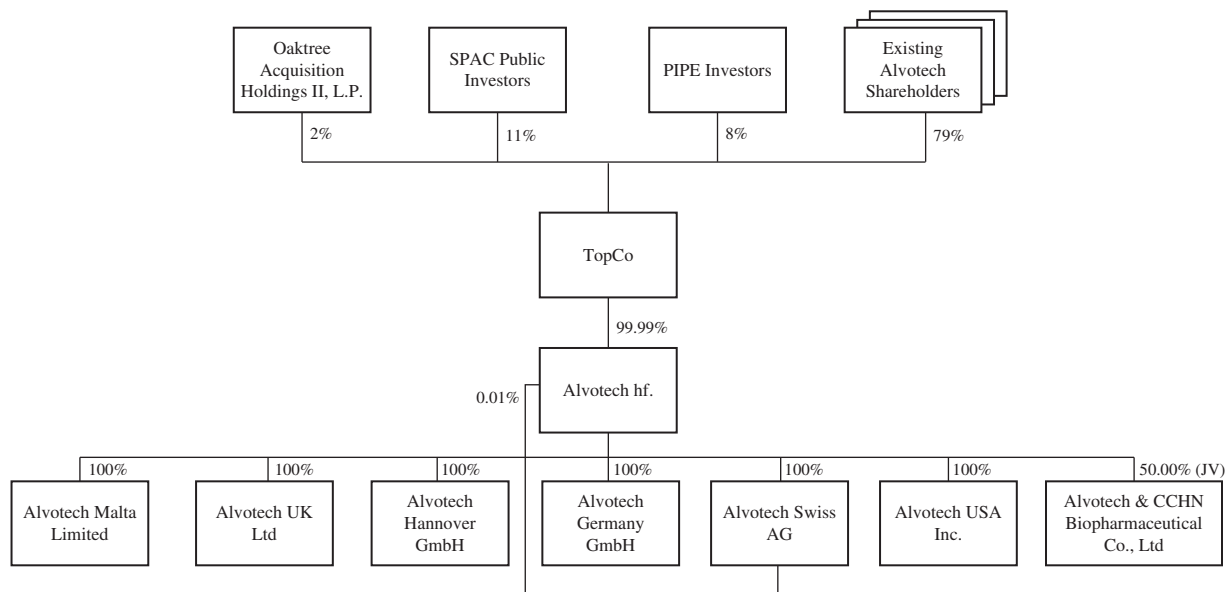 Oaktree
Acquisition
Holdings II, L.P.
SPAC Public
Investors
PIPE Investors
Existing
Alvotech
Shareholders
2%
11%
8%
79%
TopCo
99.99%
Alvotech hf.
0.01%
100%
100%
100%
100%
100%
100%
50.00% (JV)
Alvotech Malta
Limited
Alvotech UK
Ltd
Alvotech
Hannover
GmbH
Alvotech
Germany
GmbH
Alvotech Swiss
AG
Alvotech USA
Inc.
Alvotech & CCHN
Biopharmaceutical
Co., Ltd